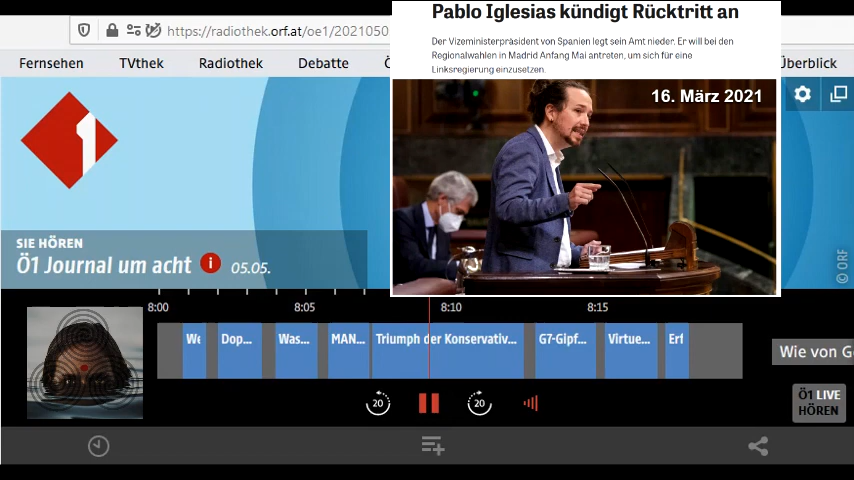 Pablo Iglesias kündigt Rücktritt an
https://radiothek.orf.at/oe1/2021050
Der Vizeministerpräsident von Spanien legt sein Amt nieder. Er will bei den
Regionalwahlen in Madrid Anfang Mai antreten, um sich für eine
Linksregierung einzusetzen.
Fernsehen TVthek Radiothek Debatte Ö
Überblick
16. März 2021
1
SIE HÖREN
Ö1 Journal um acht i 05.05.
© ORF
8:00 8:05 8:10 8:15
We Dop... Was... MAN... Triumph der Konservativ... G7-Gipf... Virtue... Erf
Wie von G
20 20
Ö1 LIVE
HÖREN